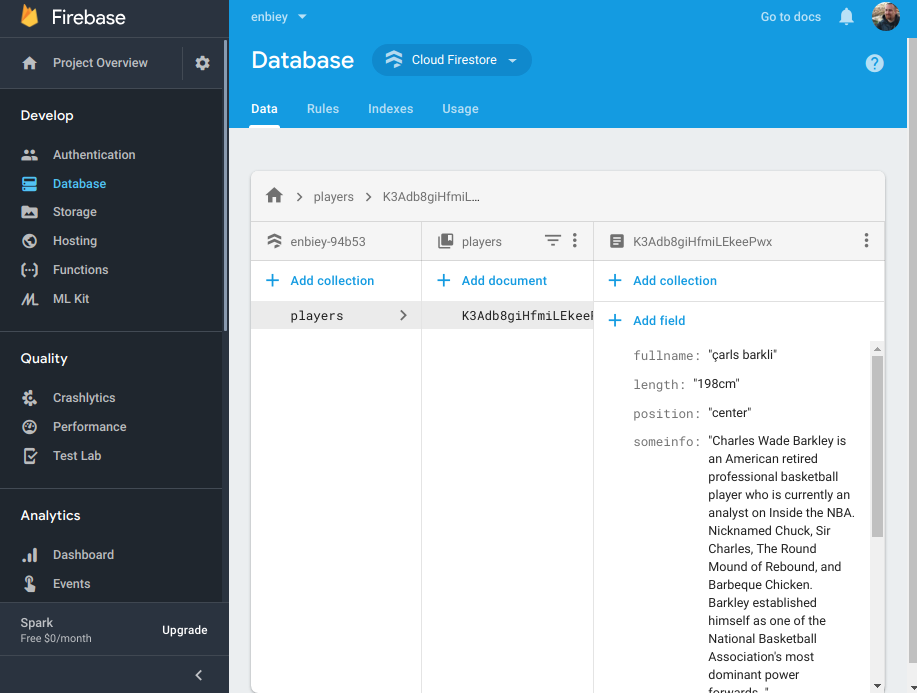 Firebase
Project Overview
Develop
Authentication
Database
Storage
Hosting
Functions
ML Kit
Quality
Crashlytics
Performance
Test Lab
Analytics
Dashboard
Events
Spark
Free $0/month
Upgrade
enbiey
Go to docs
Database
Cloud Firestore
Data
Rules
Indexes
Usage
players
K3Adb8giHfmiL…
enbiey-94b53
players
K3Adb8giHfmiLEkeePwx
Add collection
Add document
Add collection
players
K3Adb8giHfmiLEkee
Add field
fullname: "çarls barkli"
length: "198cm"
position: "center"
someinfo: "Charles Wade Barkley is
an American retired
professional basketball
player who is currently an
analyst on Inside the NBA.
Nicknamed Chuck, Sir
Charles, The Round
Mound of Rebound, and
Barbeque Chicken.
Barkley established
himself as one of the
National Basketball
Association's most
dominant power
forwards. "